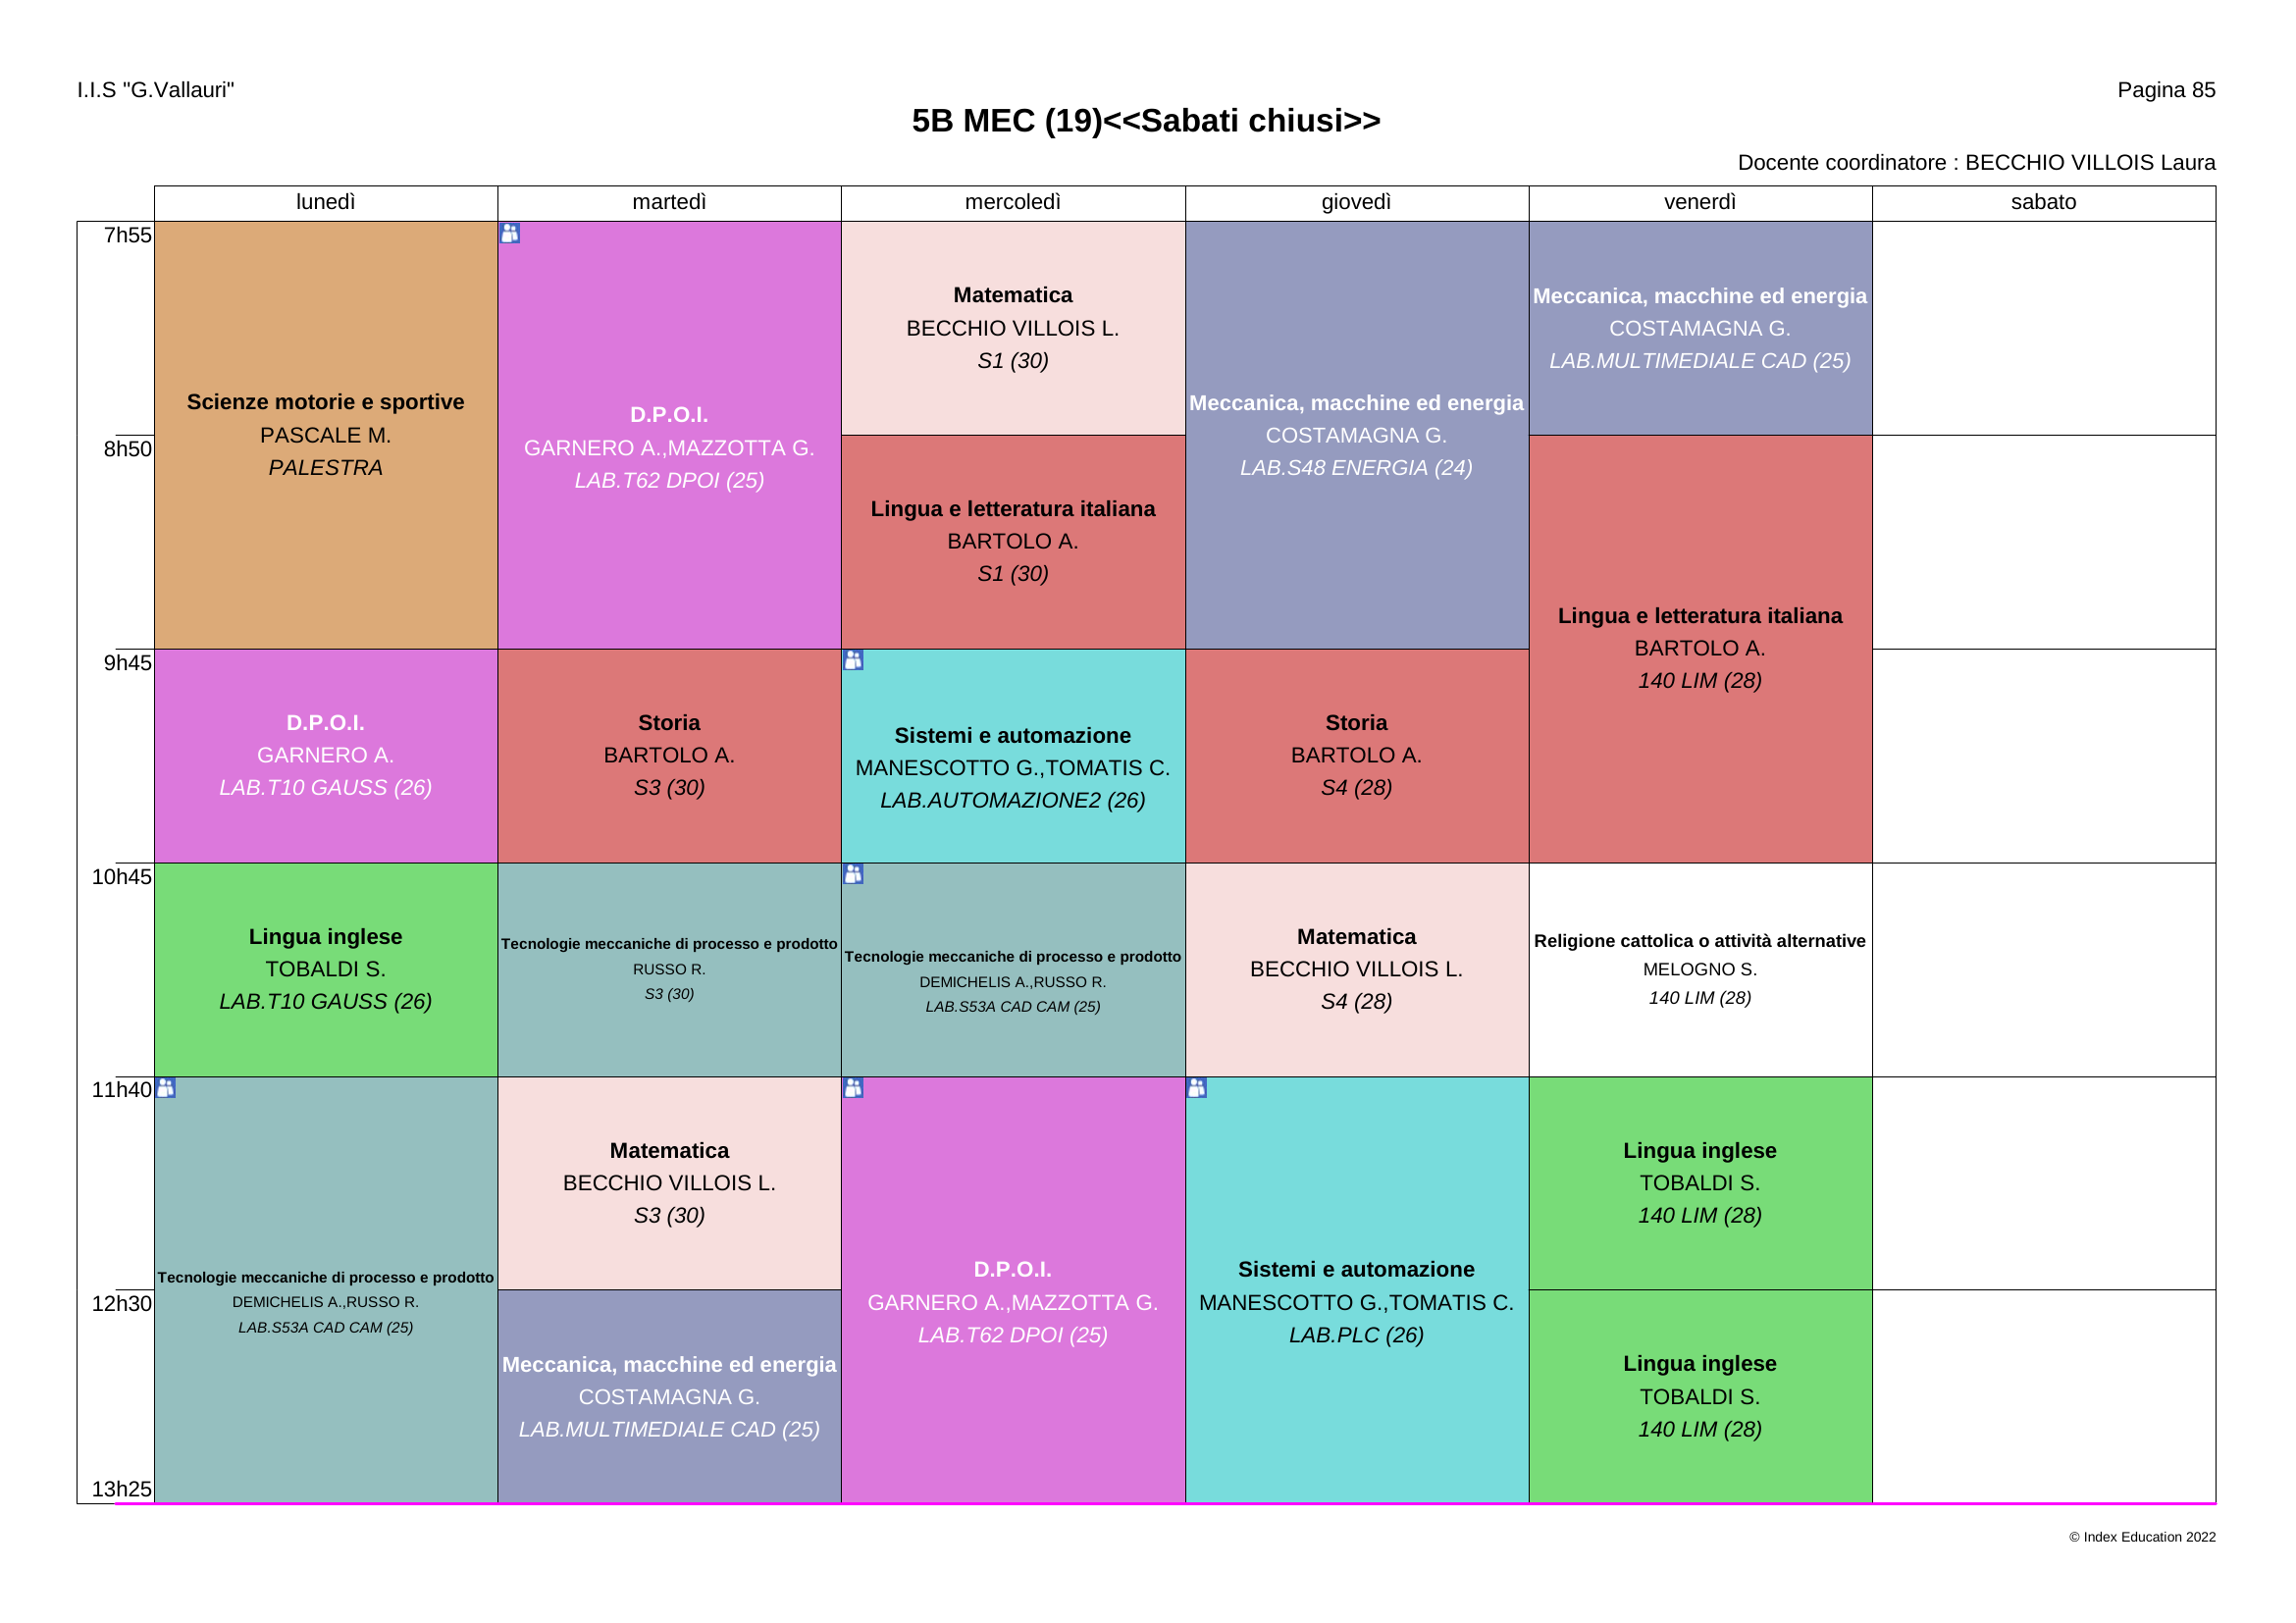 I.I.S "G.Vallauri"
Pagina 85
5B MEC (19)<<Sabati chiusi>>
Docente coordinatore : BECCHIO VILLOIS Laura
lunedì
martedì
mercoledì
giovedì
venerdì
sabato
7h55
8h50
9h45
10h45
11h40
12h30
13h25
Scienze motorie e sportive
PASCALE M.
PALESTRA
D.P.O.I.
GARNERO A.
LAB.T10 GAUSS (26)
Lingua inglese
TOBALDI S.
LAB.T10 GAUSS (26)
Tecnologie meccaniche di processo e prodotto
DEMICHELIS A.,RUSSO R.
LAB.S53A CAD CAM (25)
D.P.O.I.
GARNERO A.,MAZZOTTA G.
LAB.T62 DPOI (25)
Storia
BARTOLO A.
S3 (30)
Tecnologie meccaniche di processo e prodotto
RUSSO R.
S3 (30)
Matematica
BECCHIO VILLOIS L.
S3 (30)
Meccanica, macchine ed energia
COSTAMAGNA G.
LAB.MULTIMEDIALE CAD (25)
Matematica
BECCHIO VILLOIS L.
S1 (30)
Lingua e letteratura italiana
BARTOLO A.
S1 (30)
Sistemi e automazione
MANESCOTTO G.,TOMATIS C.
LAB.AUTOMAZIONE2 (26)
Tecnologie meccaniche di processo e prodotto
DEMICHELIS A.,RUSSO R.
LAB.S53A CAD CAM (25)
D.P.O.I.
GARNERO A.,MAZZOTTA G.
LAB.T62 DPOI (25)
Meccanica, macchine ed energia
COSTAMAGNA G.
LAB.S48 ENERGIA (24)
Storia
BARTOLO A.
S4 (28)
Matematica
BECCHIO VILLOIS L.
S4 (28)
Sistemi e automazione
MANESCOTTO G.,TOMATIS C.
LAB.PLC (26)
Meccanica, macchine ed energia
COSTAMAGNA G.
LAB.MULTIMEDIALE CAD (25)
Lingua e letteratura italiana
BARTOLO A.
140 LIM (28)
Religione cattolica o attività alternative
MELOGNO S.
140 LIM (28)
Lingua inglese
TOBALDI S.
140 LIM (28)
Lingua inglese
TOBALDI S.
140 LIM (28)
© Index Education 2022